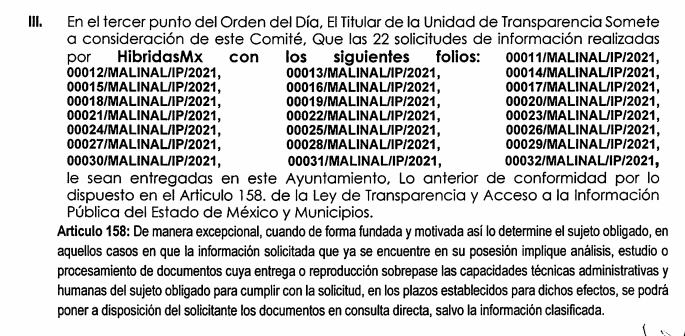 III. En el tercer punto del Orden del Día, El Titular de la Unidad de Transparencia Somete
a consideración de este Comité, Que las 22 solicitudes de información realizadas
por HibridasMx con los siguientes folios: 00011/MALINAL/IP/2021,
00012/MALINAL/IP/2021, 00013/MALINAL/IP/2021, 00014/MALINAL/IP/2021,
00015/MALINAL/IP/2021, 00016/MALINAL/IP/2021, 00017/MALINAL/IP/2021,
00018/MALINAL/IP/2021, 00019/MALINAL/IP/2021, 00020/MALINAL/IP/2021,
00021/MALINAL/IP/2021, 00022/MALINAL/IP/2021, 00023/MALINAL/IP/2021,
00024/MALINAL/IP/2021, 00025/MALINAL/IP/2021, 00026/MALINAL/IP/2021,
00027/MALINAL/IP/2021, 00028/MALINAL/IP/2021, 00029/MALINAL/IP/2021,
00030/MALINAL/IP/2021, 00031/MALINAL/IP/2021, 00032/MALINAL/IP/2021,
le sean entregadas en este Ayuntamiento, Lo anterior de conformidad por lo
dispuesto en el Articulo 158. de la Ley de Transparencia y Acceso a la Información
Pública del Estado de México y Municipios.
Articulo 158: De manera excepcional, cuando de forma fundada y motivada así lo determine el sujeto obligado, en
aquellos casos en que la información solicitada que ya se encuentre en su posesión implique análisis, estudio o
procesamiento de documentos cuya entrega o reproducción sobrepase las capacidades técnicas administrativas y
humanas del sujeto obligado para cumplir con la solicitud, en los plazos establecidos para dichos efectos, se podrá
poner a disposición del solicitante los documentos en consulta directa, salvo la información clasificada.